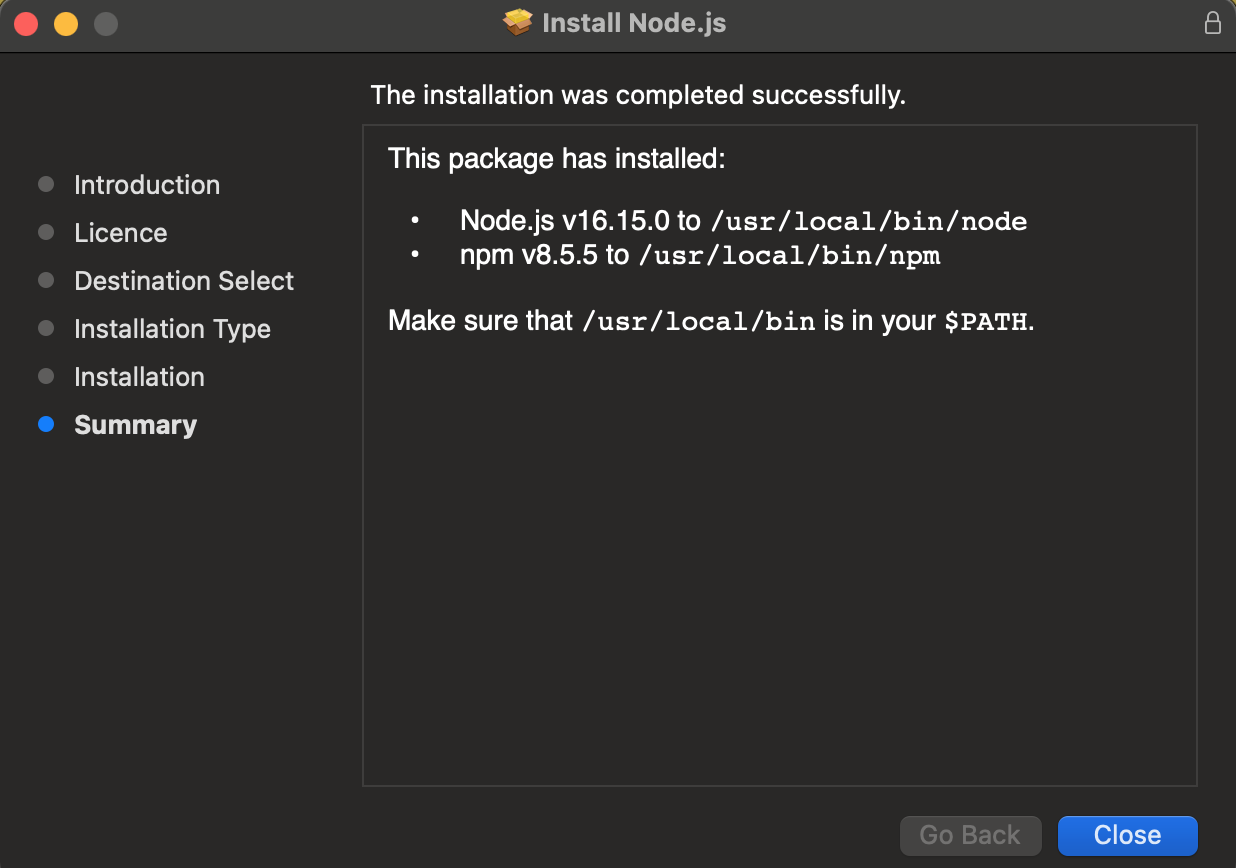 Install Node.js
The installation was completed successfully.
Introduction
Licence
Destination Select
Installation Type
Installation
Summary
This package has installed:
• Node.js v16.15.0 to /usr/local/bin/node
• npm v8.5.5 to /usr/local/bin/npm
Make sure that /usr/local/bin is in your $PATH.
Go Back
Close